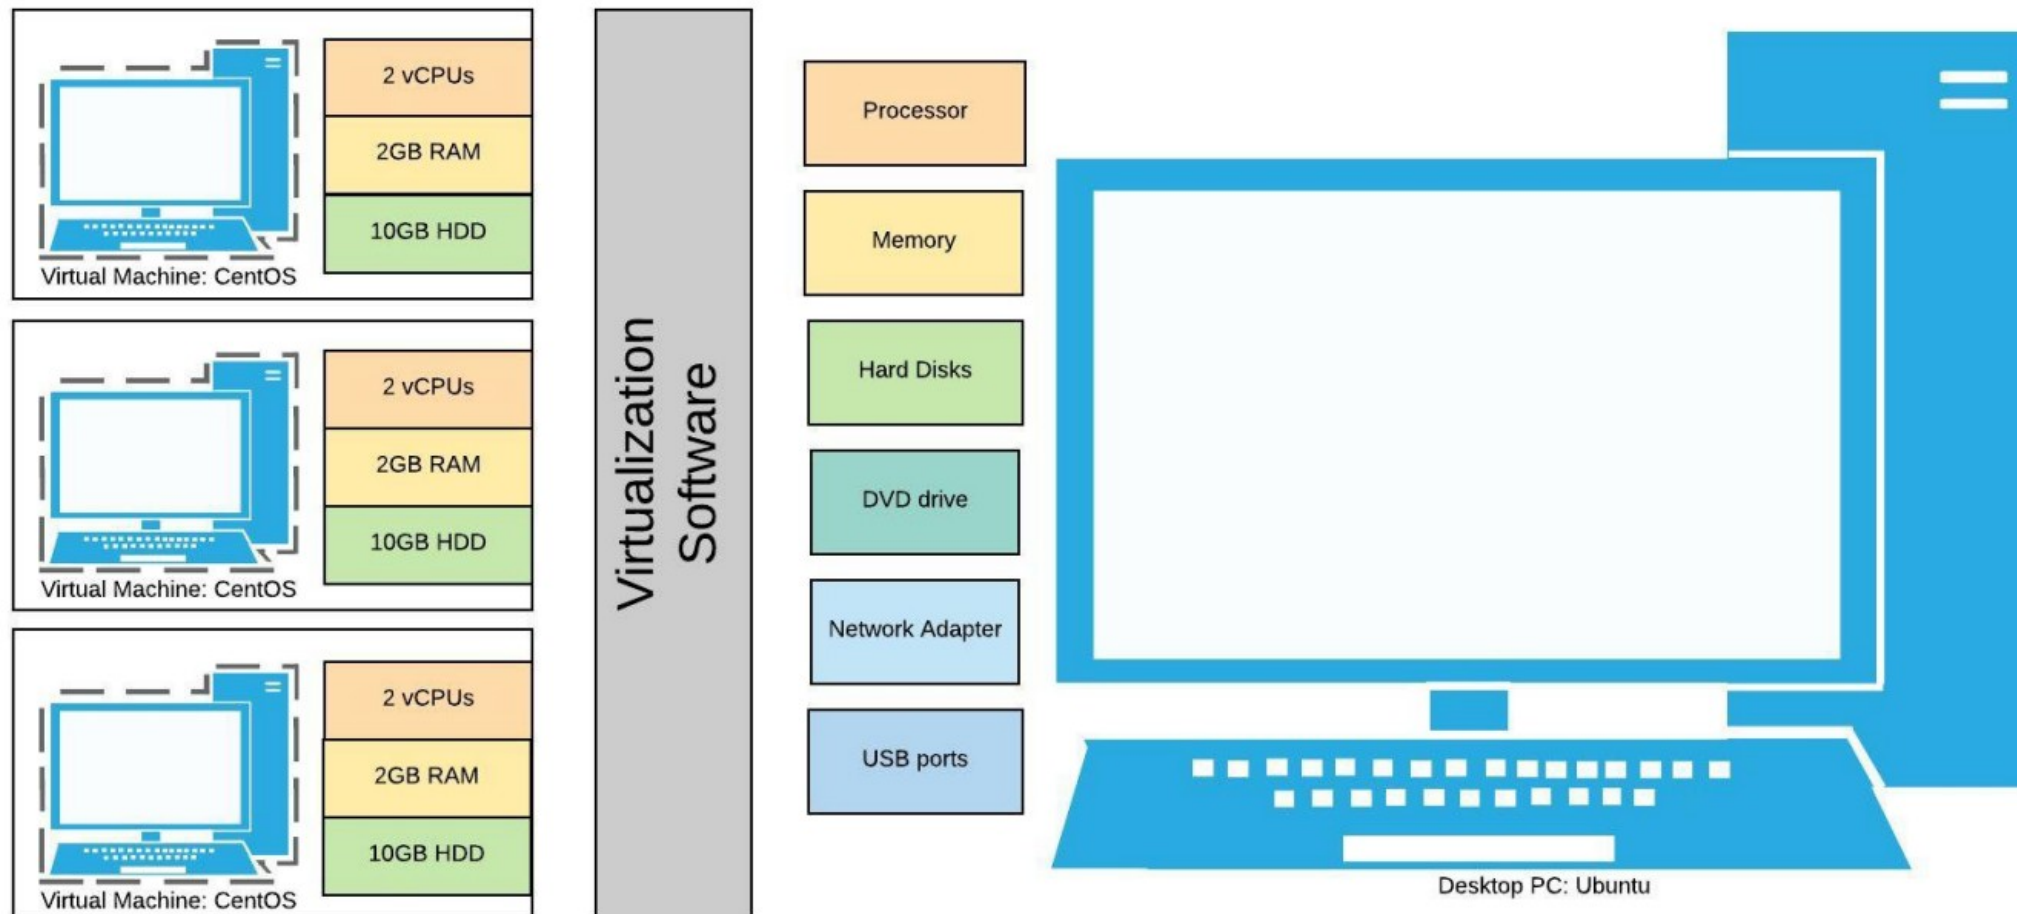 2 vCPUs
2GB RAM
10GB HDD
Virtual Machine: CentOS
2 vCPUs
2GB RAM
10GB HDD
Virtual Machine: CentOS
2 vCPUs
2GB RAM
10GB HDD
Virtual Machine: CentOS
Virtualization
Software
Processor
Memory
Hard Disks
DVD drive
Network Adapter
USB ports
Desktop PC: Ubuntu